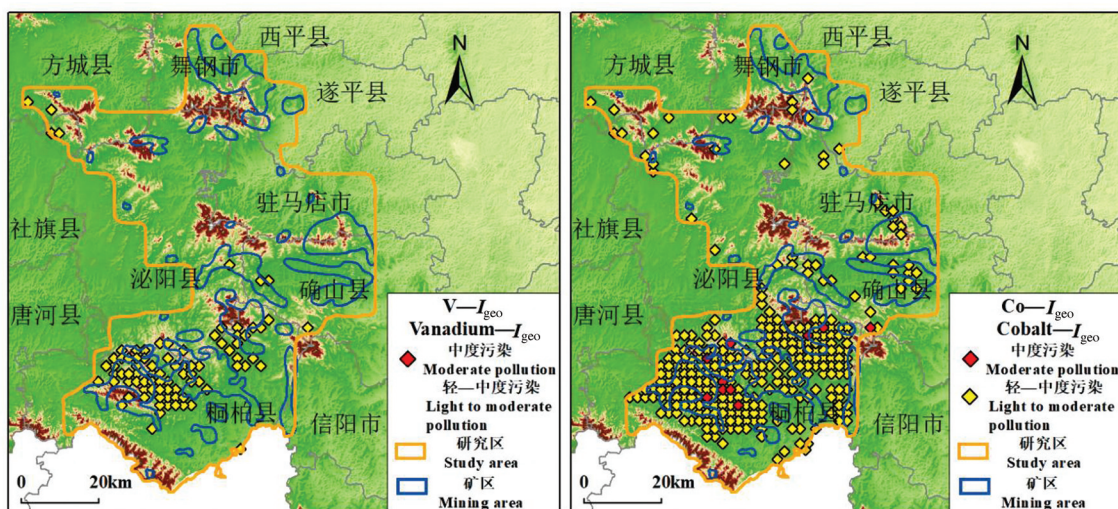 西平县
方城县
舞钢市
N
遂平县
驻马店市
社旗县
泌阳县
确山县
唐河县
桐柏县
信阳市
V—Igeo
Vanadium—Igeo
中度污染
Moderate pollution
轻—中度污染
Light to moderate
pollution
研究区
Study area
矿区
Mining area
0 20km
西平县
方城县
舞钢市
N
遂平县
驻马店市
社旗县
泌阳县
确山县
唐河县
桐柏县
信阳市
Co—Igeo
Cobalt—Igeo
中度污染
Moderate pollution
轻—中度污染
Light to moderate
pollution
研究区
Study area
矿区
Mining area
0 20km